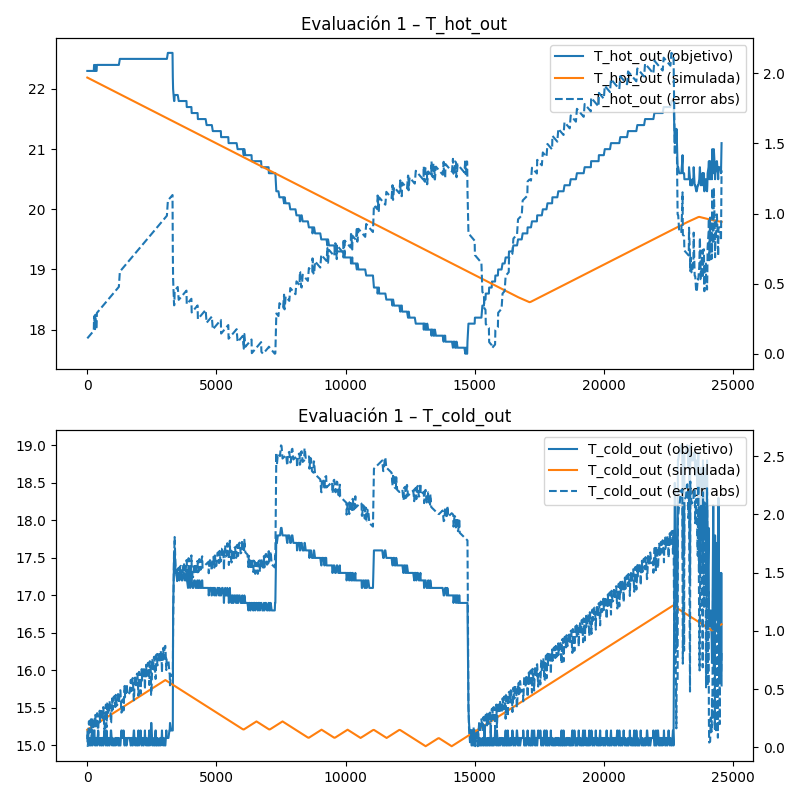 Evaluación 1 – T_hot_out
T_hot_out (objetivo)
T_hot_out (simulada)
T_hot_out (error abs)
22
21
20
19
18
2.0
1.5
1.0
0.5
0.0
0 5000 10000 15000 20000 25000
Evaluación 1 – T_cold_out
T_cold_out (objetivo)
T_cold_out (simulada)
T_cold_out (error abs)
19.0
18.5
18.0
17.5
17.0
16.5
16.0
15.5
15.0
2.5
2.0
1.5
1.0
0.5
0.0
0 5000 10000 15000 20000 25000